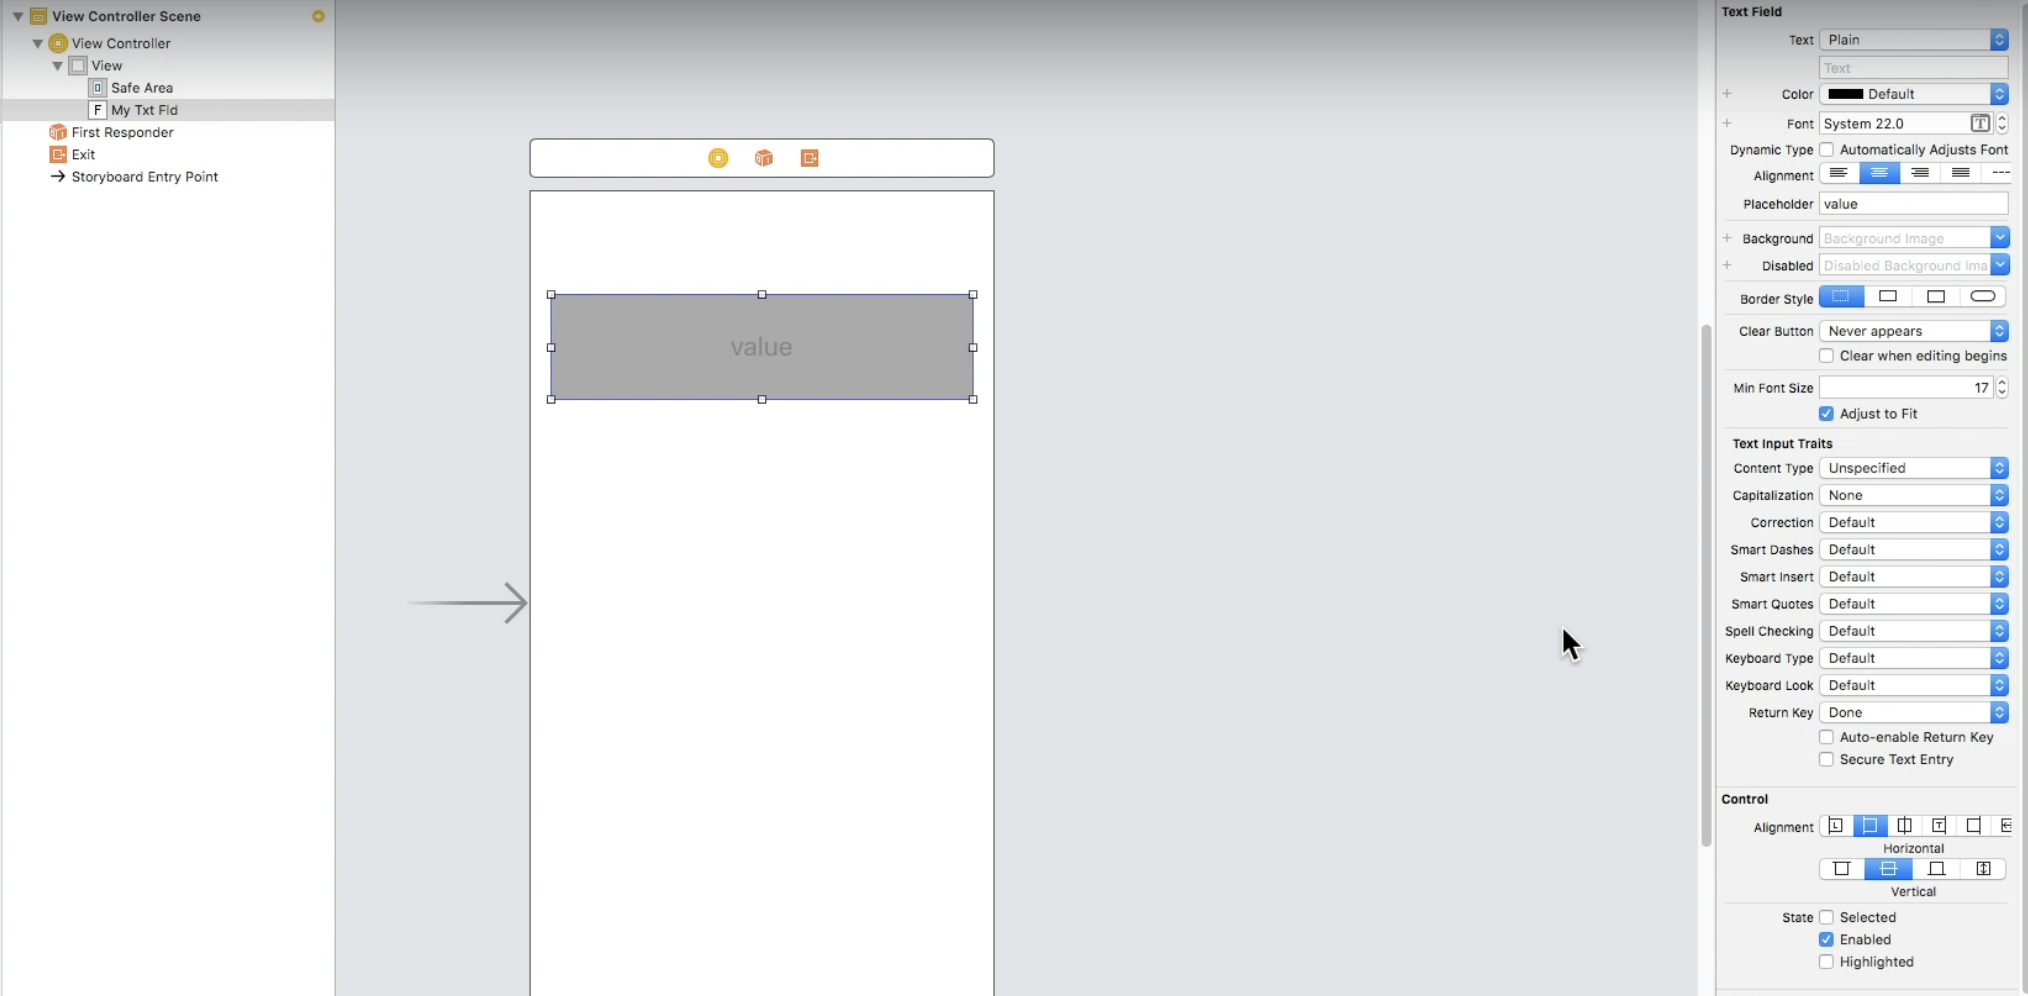 View Controller Scene
View Controller
View
Safe Area
F My Txt Fld
First Responder
Exit
Storyboard Entry Point
value
Text Field
Text Plain
Text
+ Color Default
+ Font System 22.0 T
Dynamic Type Automatically Adjusts Font
Alignment
Placeholder value
+ Background Background Image
+ Disabled Disabled Background Ima
Border Style
Clear Button Never appears
Clear when editing begins
Min Font Size 17
Adjust to Fit
Text Input Traits
Content Type Unspecified
Capitalization None
Correction Default
Smart Dashes Default
Smart Insert Default
Smart Quotes Default
Spell Checking Default
Keyboard Type Default
Keyboard Look Default
Return Key Done
Auto-enable Return Key
Secure Text Entry
Control
Alignment
Horizontal
Vertical
State Selected
Enabled
Highlighted